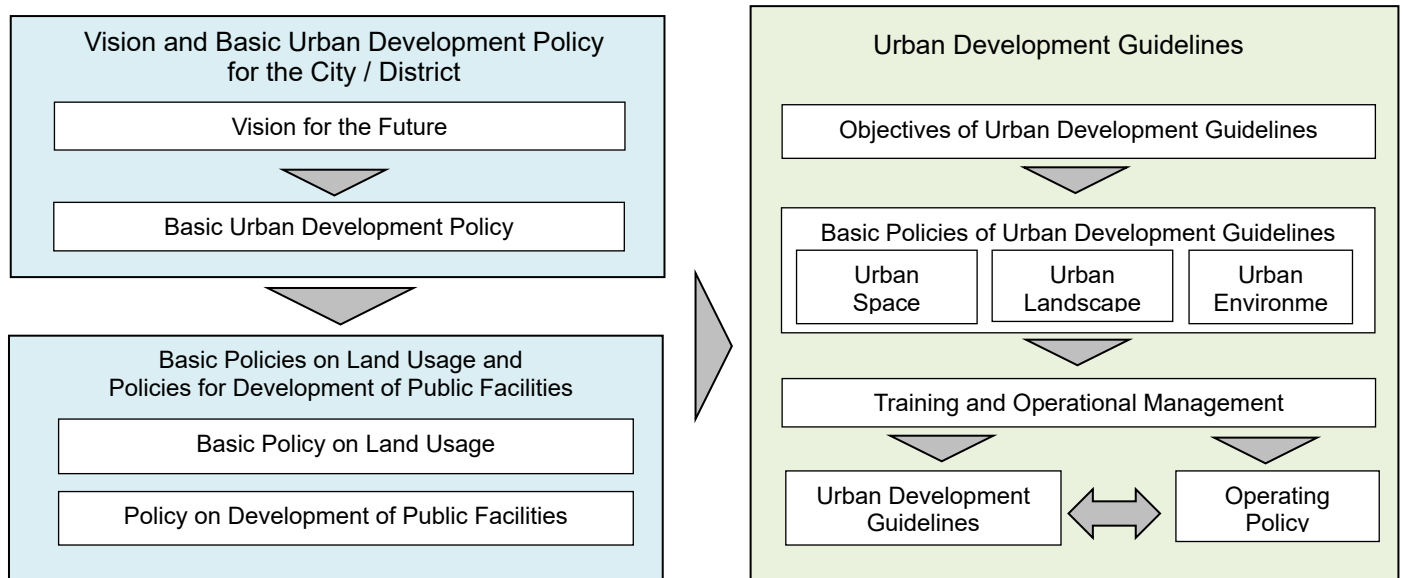 Vision and Basic Urban Development Policy
for the City / District
Vision for the Future
Basic Urban Development Policy
Basic Policies on Land Usage and
Policies for Development of Public Facilities
Basic Policy on Land Usage
Policy on Development of Public Facilities
Urban Development Guidelines
Objectives of Urban Development Guidelines
Basic Policies of Urban Development Guidelines
Urban
Space
Urban
Landscape
Urban
Environme
Training and Operational Management
Urban Development
Guidelines
Operating
Policy